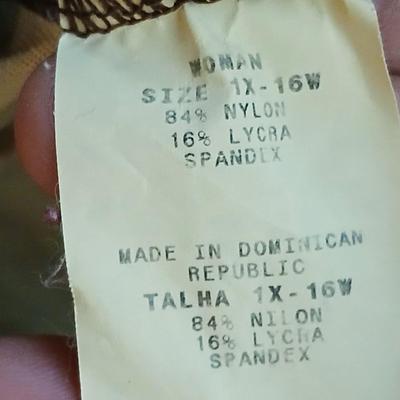 WOMAN
SIZE 1X-16W
84% NYLON
16% LYCRA
SPANDEX
MADE IN DOMINICAN
REPUBLIC
TALHA 1X-16W
84% NILON
16% LYCRA
SPANDEX